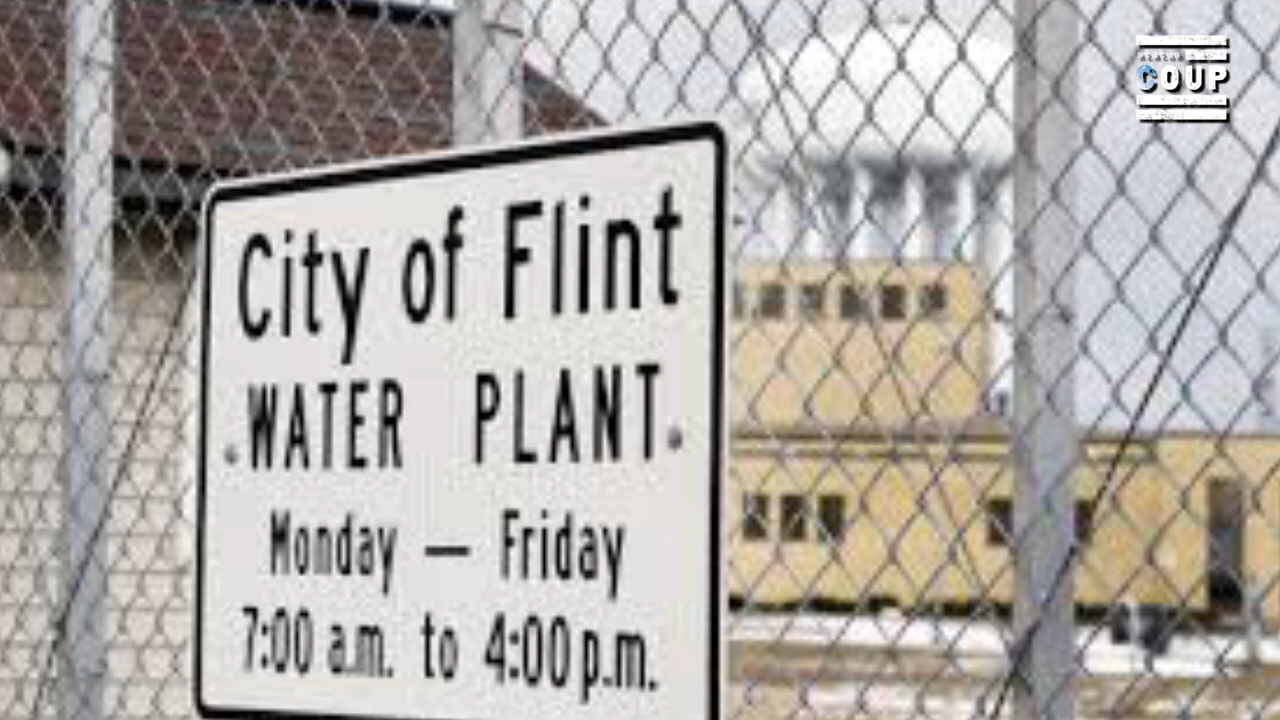 COUP
City of Flint
WATER PLANT
Monday — Friday
7:00 a.m. to 4:00 p.m.